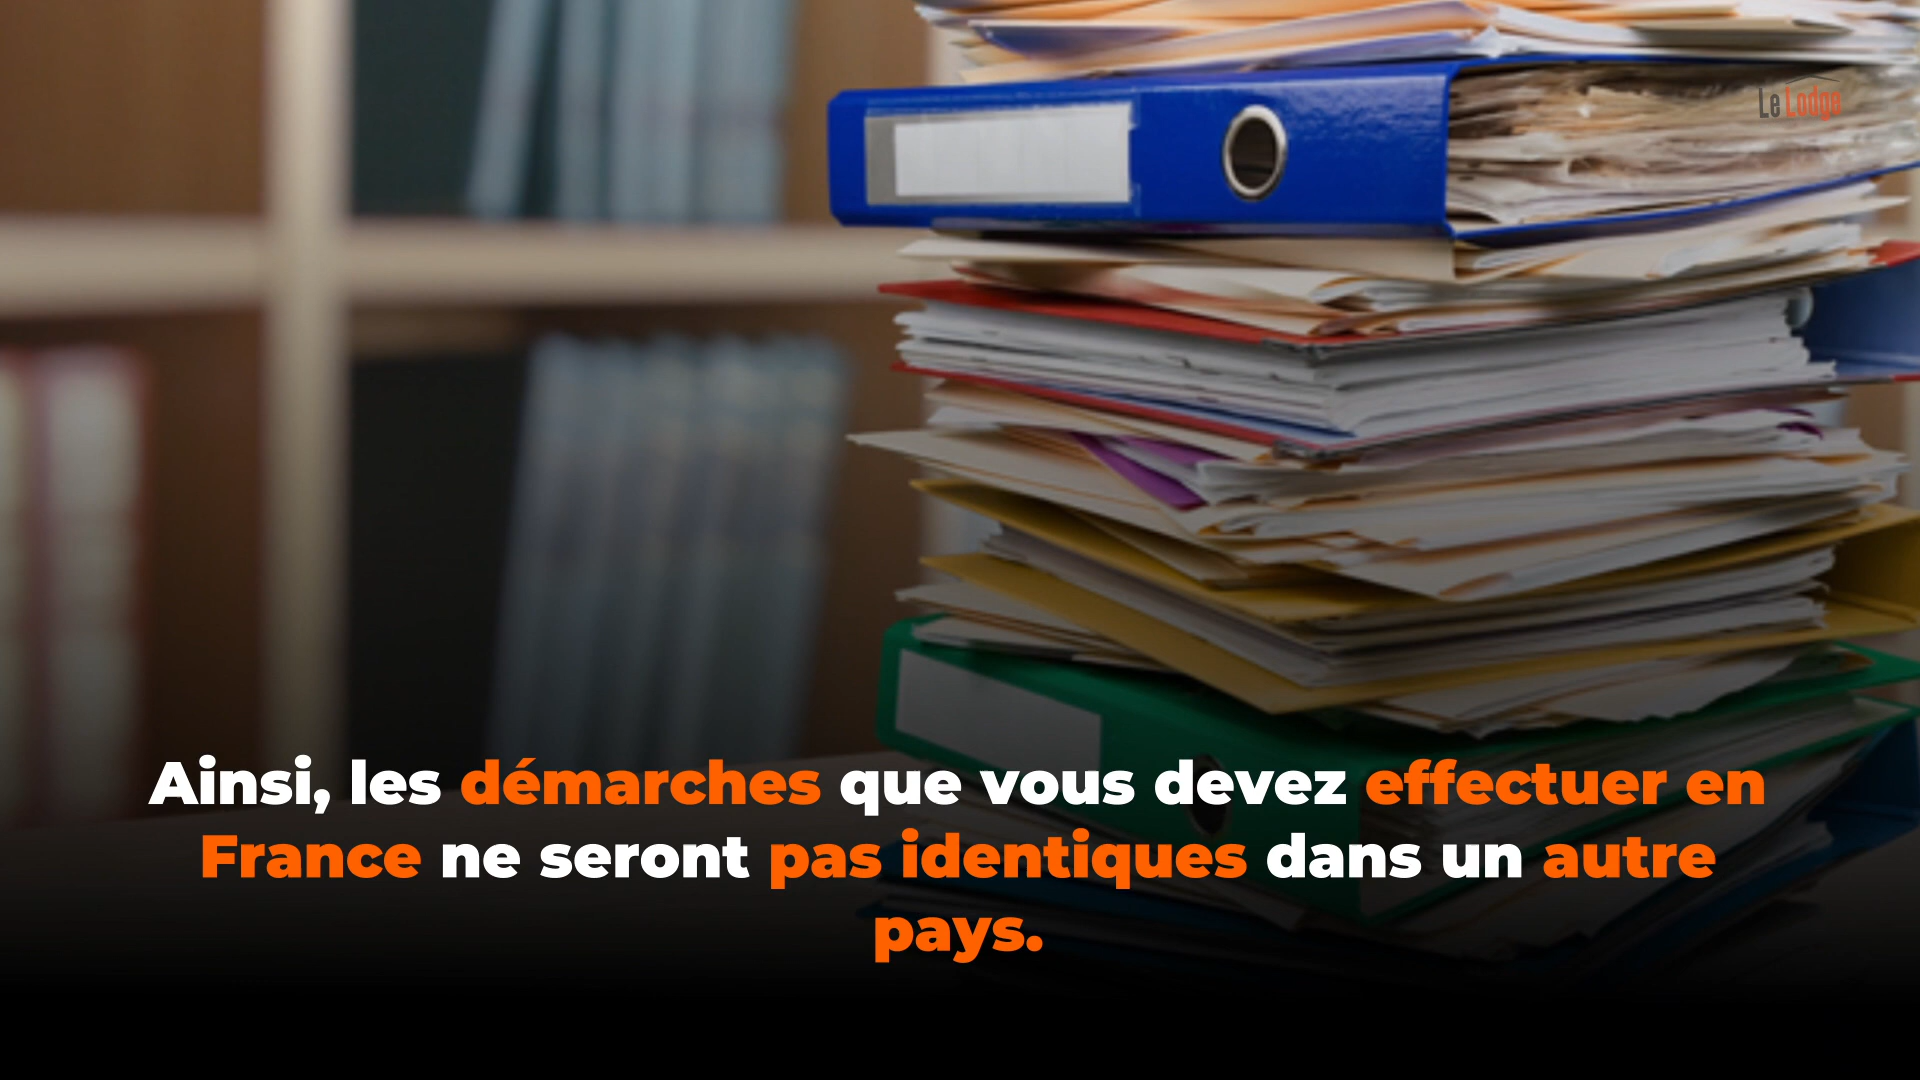 Le Lodge
Ainsi, les démarches que vous devez effectuer en
France ne seront pas identiques dans un autre
pays.